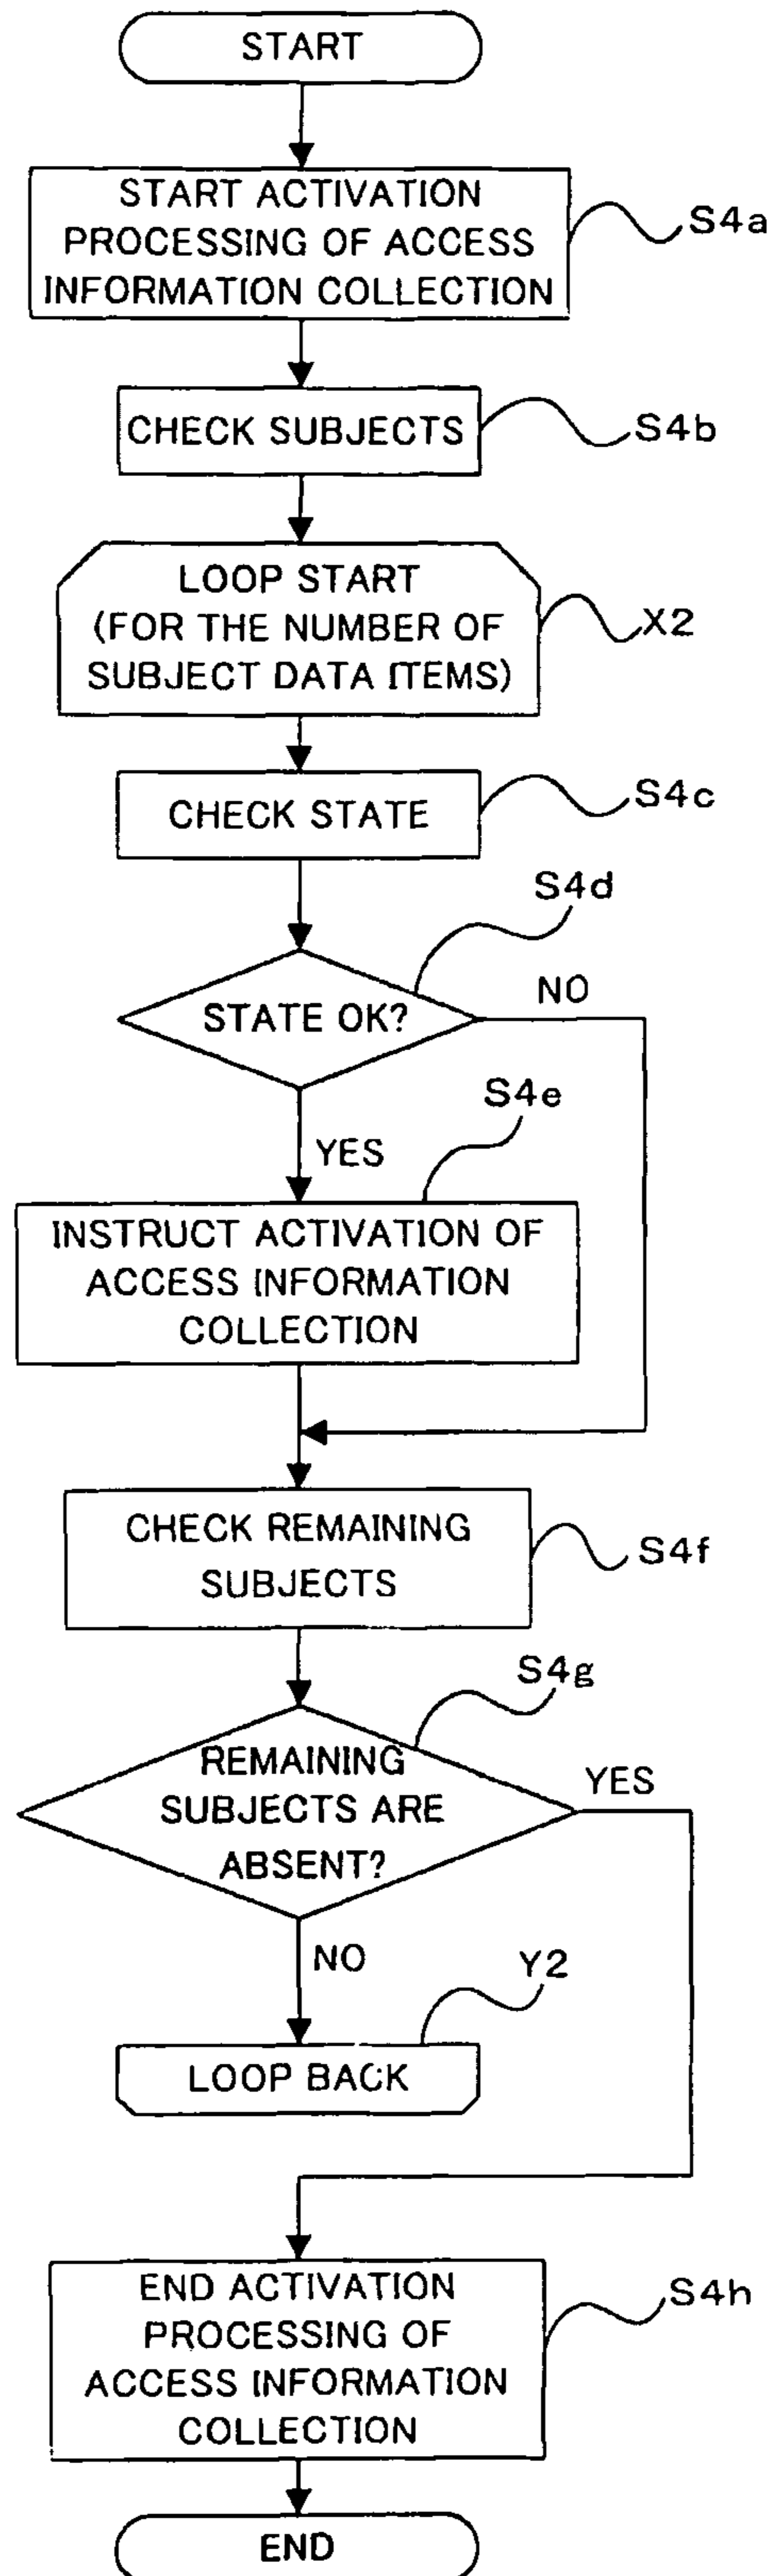 START
START ACTIVATION
PROCESSING OF ACCESS
INFORMATION COLLECTION
S4a
CHECK SUBJECTS
S4b
LOOP START
(FOR THE NUMBER OF
SUBJECT DATA ITEMS)
X2
CHECK STATE
S4c
S4d
STATE OK?
NO
YES
S4e
INSTRUCT ACTIVATION OF
ACCESS INFORMATION
COLLECTION
CHECK REMAINING
SUBJECTS
S4f
S4g
REMAINING
SUBJECTS ARE
ABSENT?
YES
NO
Y2
LOOP BACK
END ACTIVATION
PROCESSING OF
ACCESS INFORMATION
COLLECTION
S4h
END